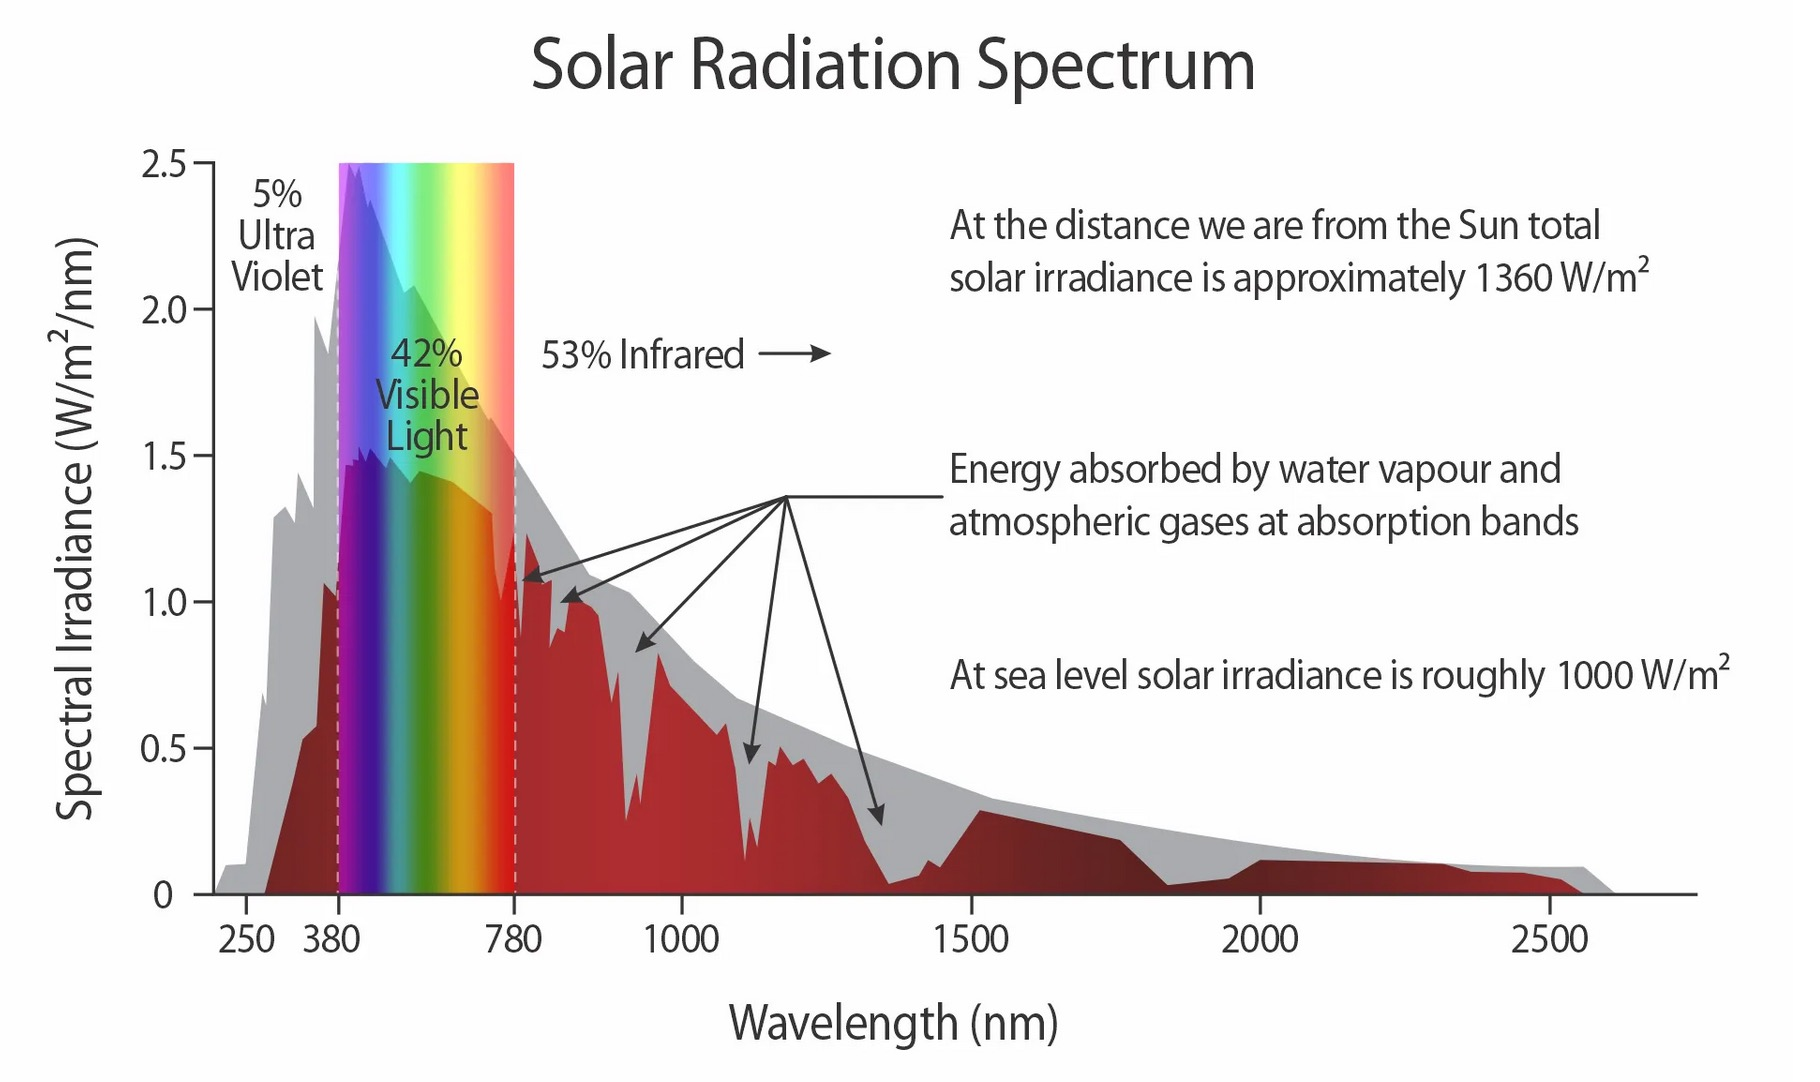 Solar Radiation Spectrum
Spectral Irradiance (W/m²/nm)
2.5
2.0
1.5
1.0
0.5
0
5%
Ultra
Violet
42%
Visible
Light
53% Infrared
At the distance we are from the Sun total
solar irradiance is approximately 1360 W/m²
Energy absorbed by water vapour and
atmospheric gases at absorption bands
At sea level solar irradiance is roughly 1000 W/m²
250 380 780 1000 1500 2000 2500
Wavelength (nm)